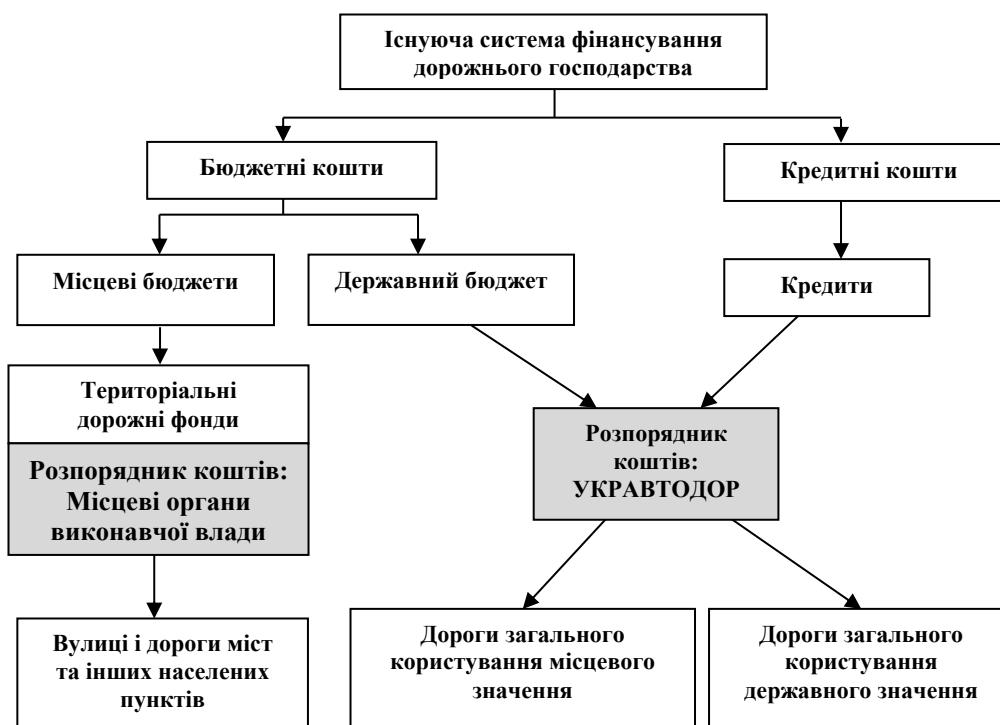 Існуюча система фінансування
дорожнього господарства
Бюджетні кошти
Кредитні кошти
Місцеві бюджети
Державний бюджет
Кредити
Територіальні
дорожні фонди
Розпорядник коштів:
Місцеві органи
виконавчої влади
Розпорядник
коштів:
УКРАВТОДОР
Вулиці і дороги міст
та інших населених
пунктів
Дороги загального
користування місцевого
значення
Дороги загального
користування
державного значення